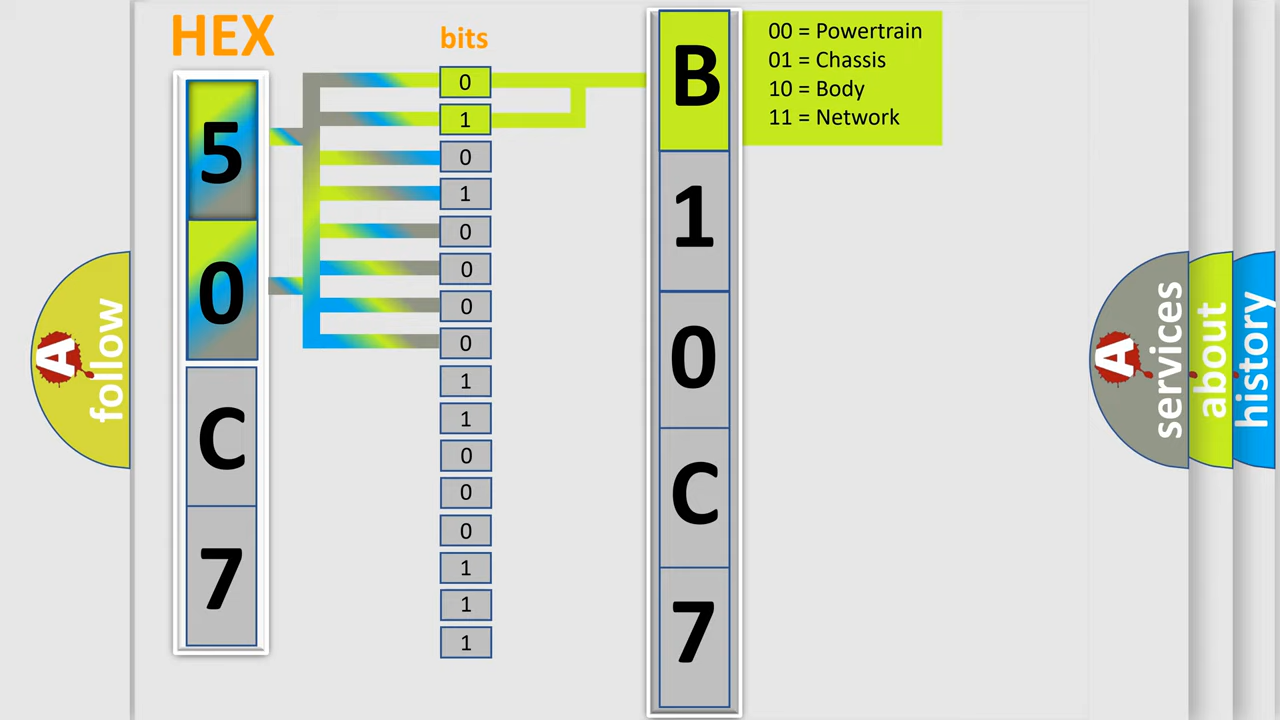 HEX
bits
5
0
C
7
0
1
0
1
0
0
0
0
1
1
0
0
0
1
1
1
B
1
0
C
7
00 = Powertrain
01 = Chassis
10 = Body
11 = Network
A
follow
A
services
about
history